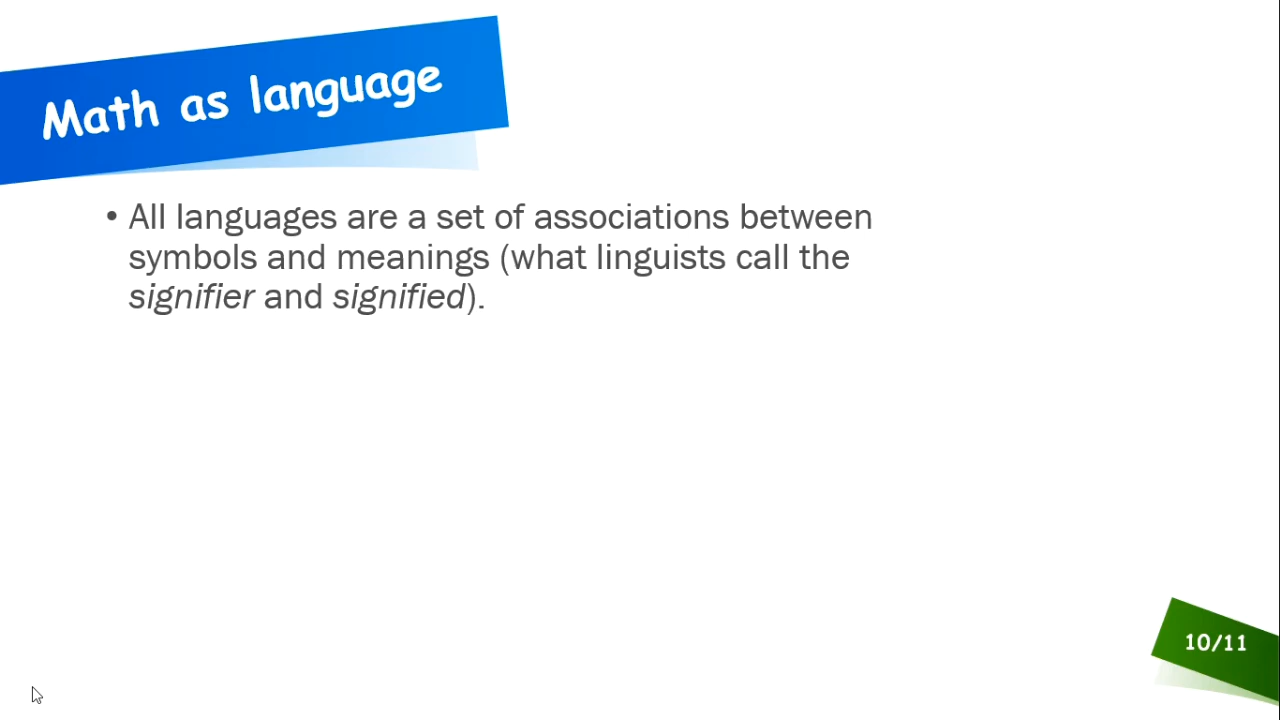 Math as language
• All languages are a set of associations between
symbols and meanings (what linguists call the
signifier and signified).
10/11